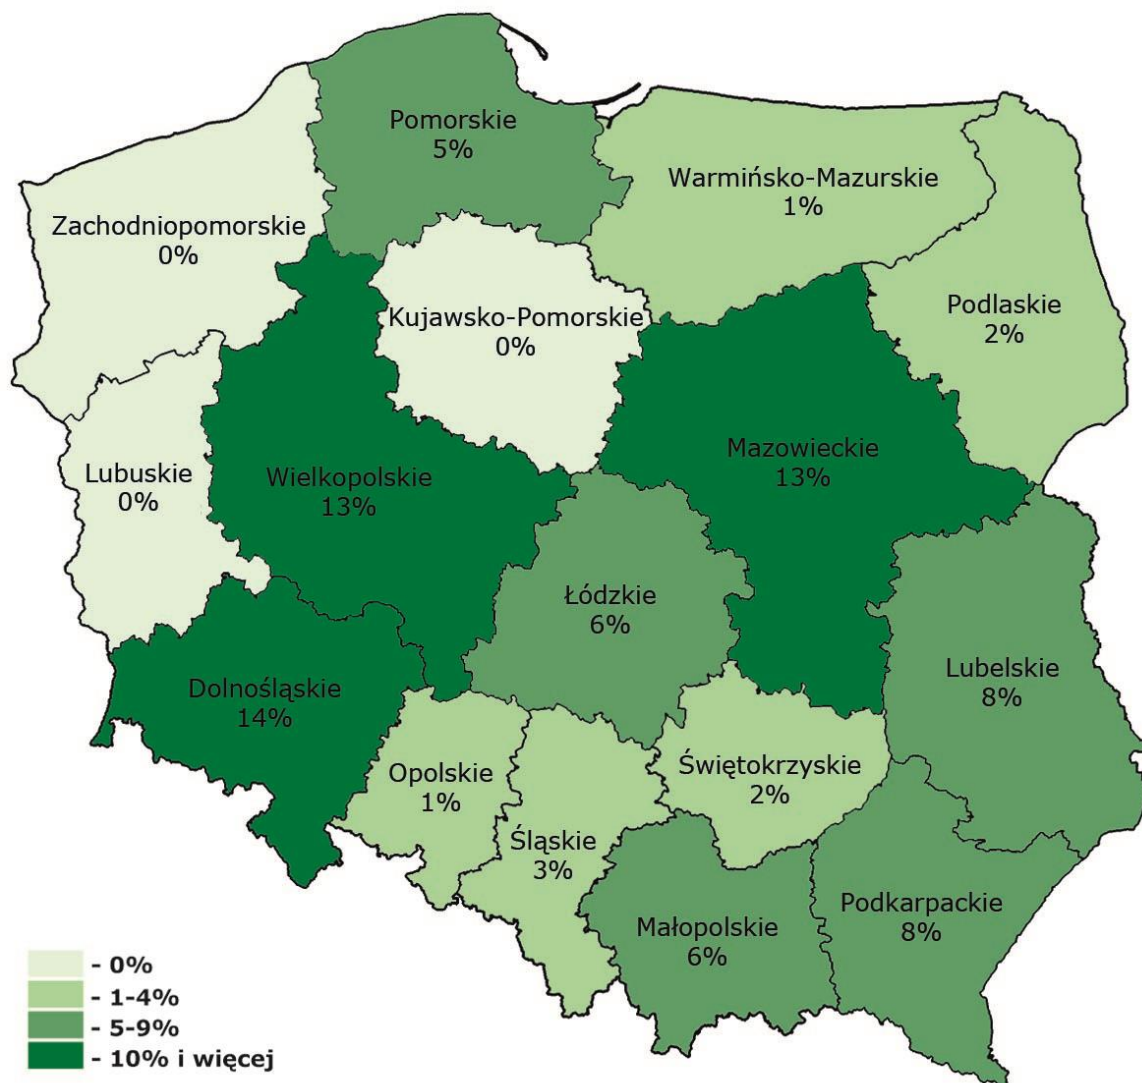 Pomorskie
5%
Warmińsko-Mazurskie
1%
Zachodniopomorskie
0%
Podlaskie
2%
Kujawsko-Pomorskie
0%
Mazowieckie
13%
Lubuskie
0%
Wielkopolskie
13%
Łódzkie
6%
Lubelskie
8%
Dolnośląskie
14%
Opolskie
1%
Świętokrzyskie
2%
Śląskie
3%
Małopolskie
6%
Podkarpackie
8%
- 0%
- 1-4%
- 5-9%
- 10% i więcej